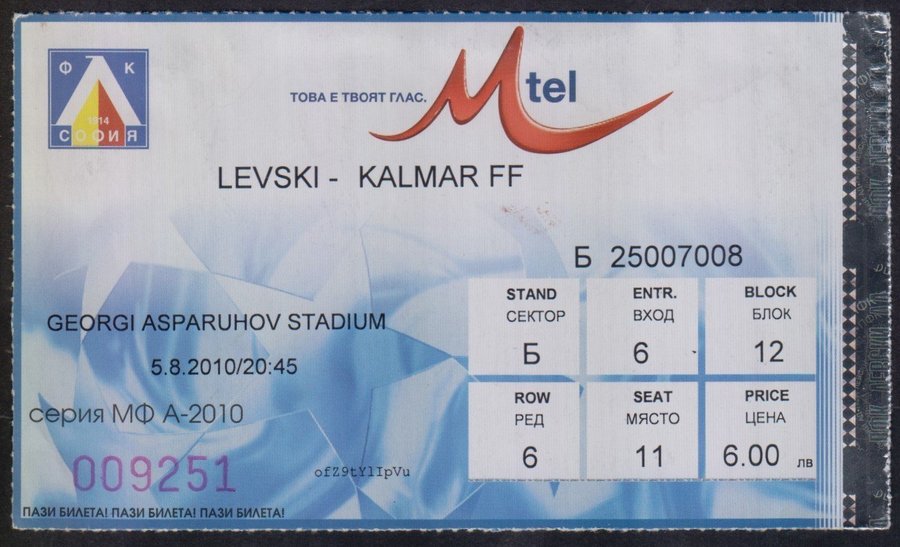 Ф К
1914
СОФИЯ
ТОВА Е ТВОЯТ ГЛАС.
Mtel
LEVSKI - KALMAR FF
Б 25007008
STAND
СЕКТОР
Б
ENTR.
ВХОД
6
BLOCK
БЛОК
12
GEORGI ASPARUHOV STADIUM
5.8.2010/20:45
ROW
РЕД
6
SEAT
МЯСТО
11
PRICE
ЦЕНА
6.00 лв
серия МФ А-2010
009251
ofZ9tYlIpVu
ПАЗИ БИЛЕТА! ПАЗИ БИЛЕТА! ПАЗИ БИЛЕТА!